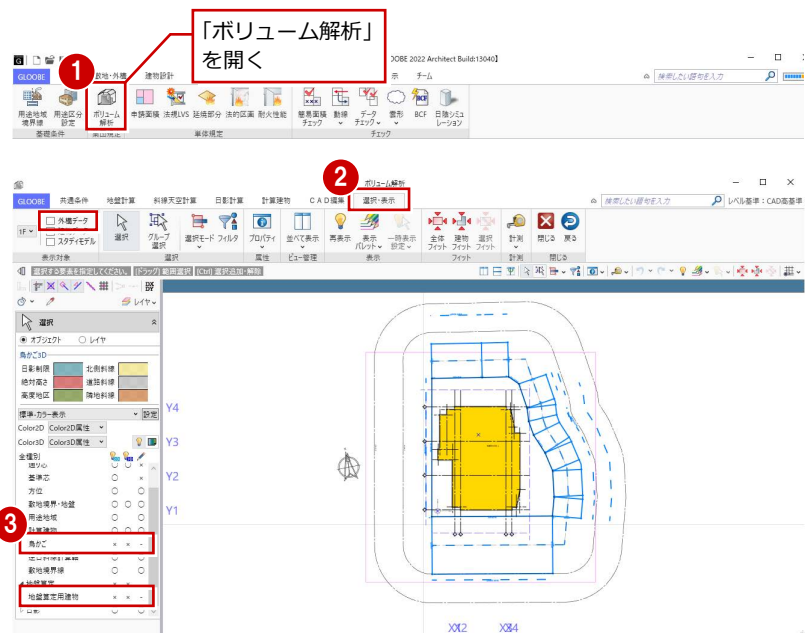 「ボリューム解析」
を開く
1
OOBE 2022 Architect Build:13040】
GLOOBE 敷地・外構 建物設計 示 チーム 検索したい語句を入力
用途地域 境界線 用途区分 設定 ボリューム 解析 申請面積 法規LVS 延焼部分 法的区画 耐火性能 簡易面積 チェック 動線 データ チェック 雲形 BCF 日陰シミュ レーション
基礎条件 単体規定 チェック
2
ボリューム解析
GLOOBE 共通条件 地盤計算 斜線天空計算 日影計算 計算建物 CAD編集 選択・表示 検索したい語句を入力 レベル基準：CAD高基準
1F 外構データ
スタディモデル
選択 グループ 選択 選択モード フィルタ プロパティ 並べて表示 再表示 表示 パレット 一時表示 設定 全体 フィット 建物 フィット 選択 フィット 計測 閉じる 戻る
表示対象 選択 属性 ビュー管理 表示 フィット 計測 閉じる
選択する要素を指定してください。 [ドラッグ] 範囲選択 [Ctrl] 選択追加・解除
レイヤ
選択
オブジェクト レイヤ
鳥かご3D
日影制限 北側斜線
絶対高さ 道路斜線
高度地区 隣地斜線
標準-カラー表示 設定
Color2D Color2D属性
Color3D Color3D属性
全種別
通り芯
基準芯
方位
敷地境界・地盤
用途地域
計算建物
3
鳥かご
敷地境界線
地盤算定
地盤算定用建物
日影
Y4
Y3
Y2
Y1